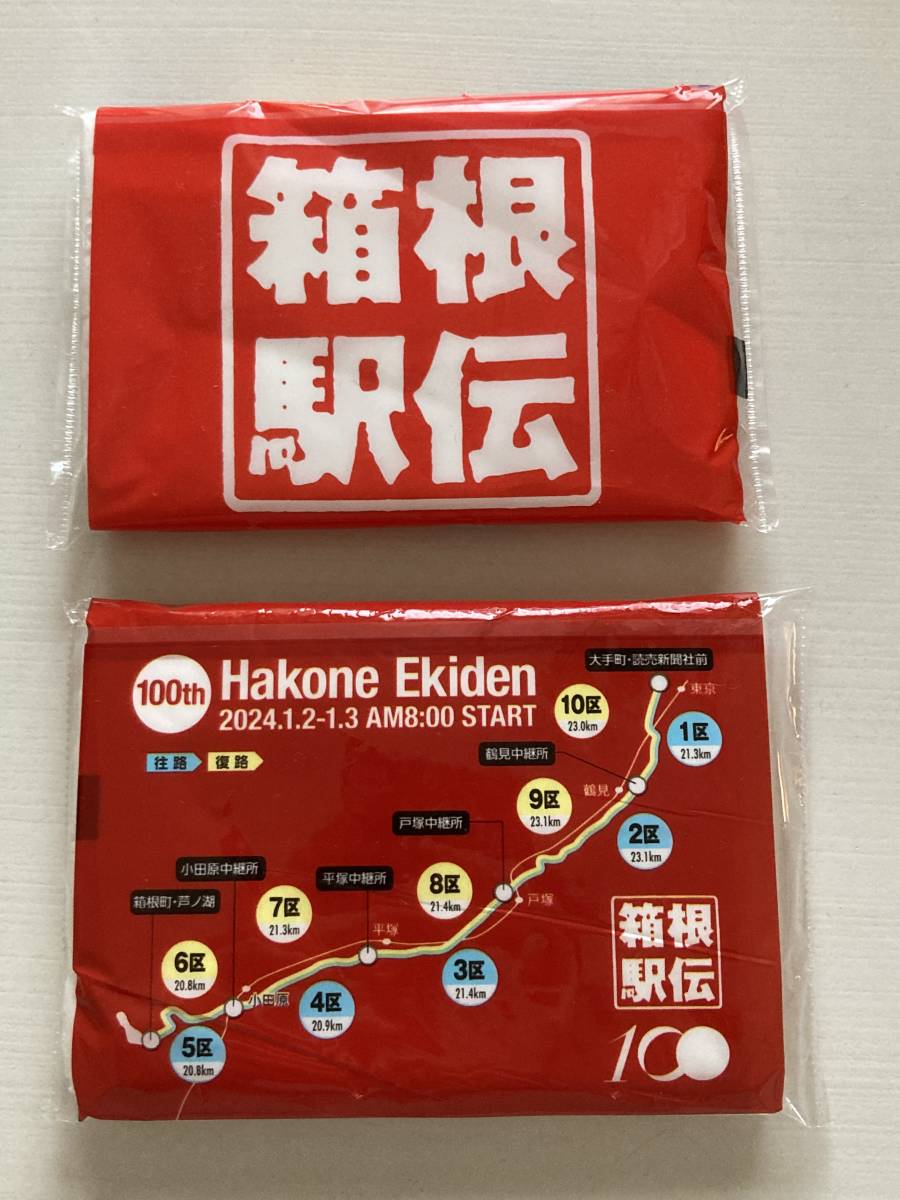 箱根
駅伝
100th
Hakone Ekiden
2024.1.2-1.3 AM8:00 START
往路
復路
大手町・読売新聞社前
東京
10区
23.0km
1区
21.3km
鶴見中継所
鶴見
9区
23.1km
2区
23.1km
戸塚中継所
戸塚
8区
21.4km
3区
21.4km
平塚中継所
平塚
小田原中継所
7区
21.3km
箱根町・芦ノ湖
6区
20.8km
小田原
4区
20.9km
5区
20.8km
箱根
駅伝
100